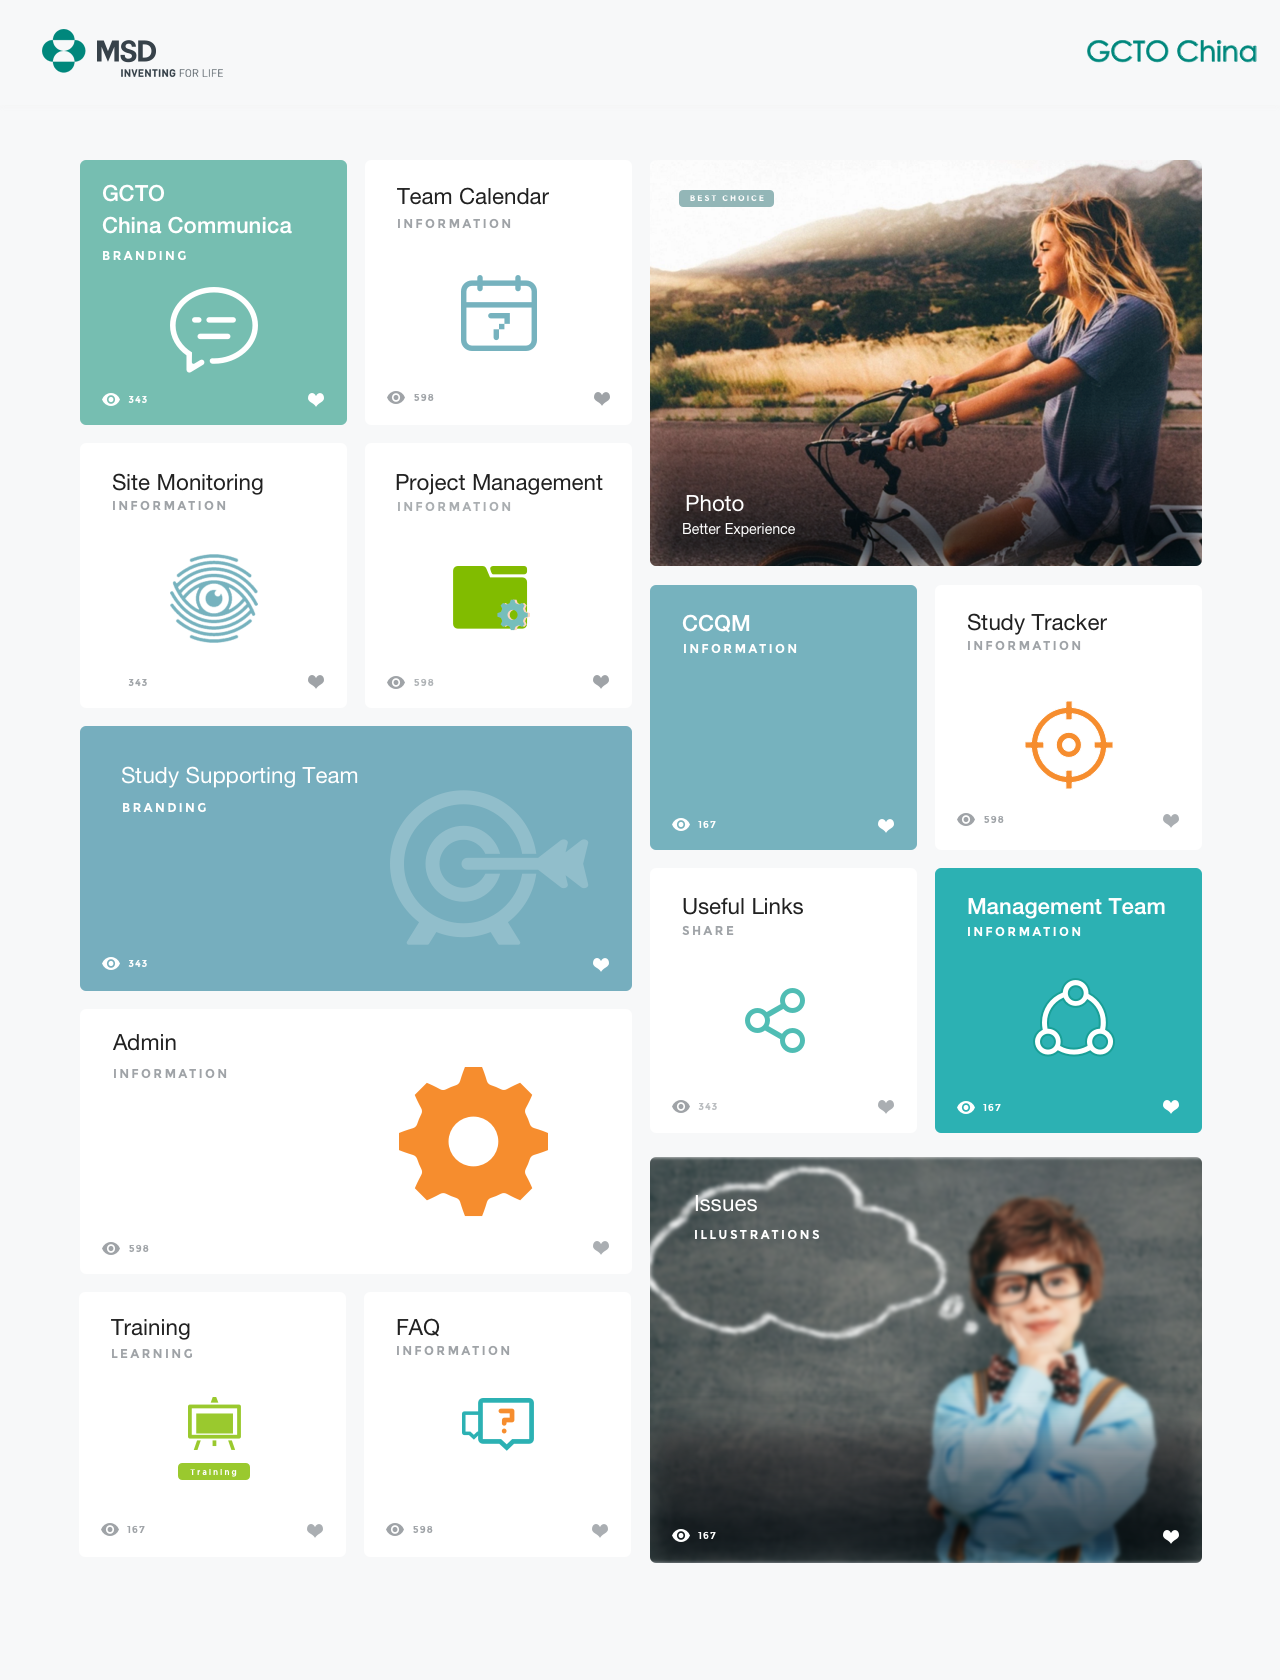 MSD
INVENTING FOR LIFE
GCTO China
GCTO
China Communica
BRANDING
343
Team Calendar
INFORMATION
7
598
BEST CHOICE
Photo
Better Experience
Site Monitoring
INFORMATION
343
Project Management
INFORMATION
598
CCQM
INFORMATION
167
Study Tracker
INFORMATION
598
Study Supporting Team
BRANDING
343
Useful Links
SHARE
343
Management Team
INFORMATION
167
Admin
INFORMATION
598
Issues
ILLUSTRATIONS
167
Training
LEARNING
Training
167
FAQ
INFORMATION
?
598